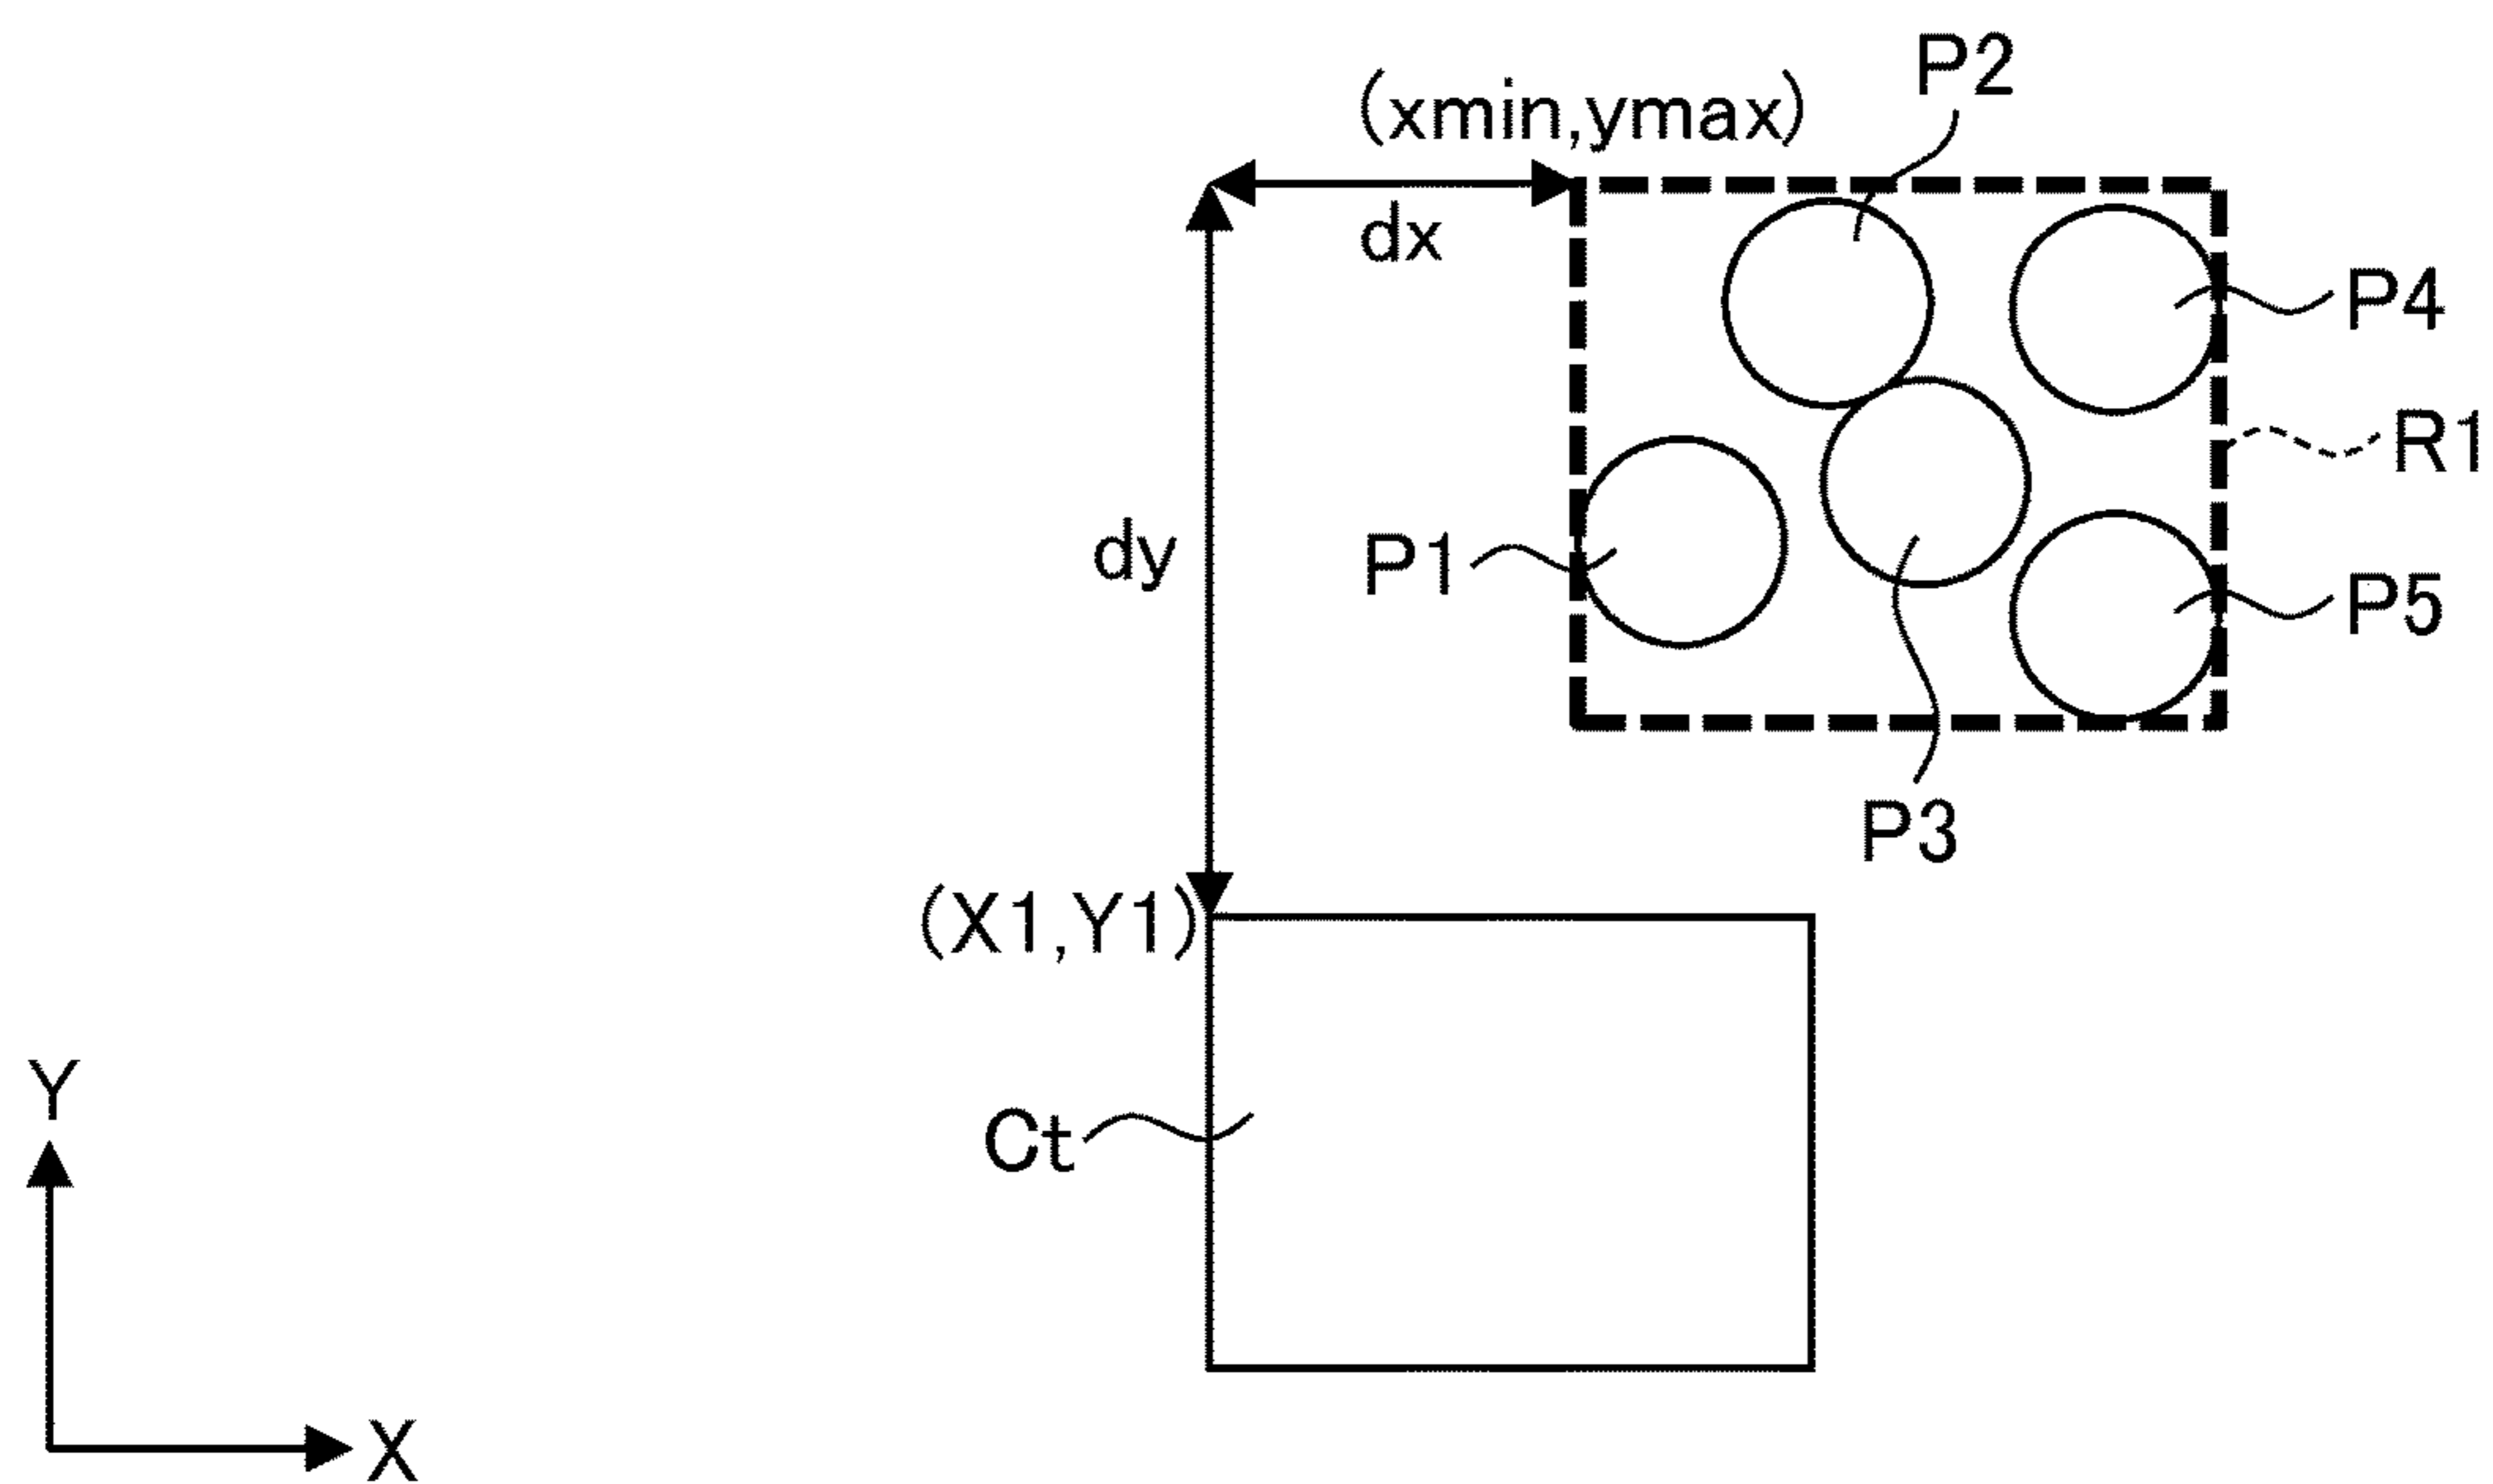 P2
(xmin,ymax)
dx
P4
R1
dy
P1
P5
P3
(X1,Y1)
Y
Ct
X